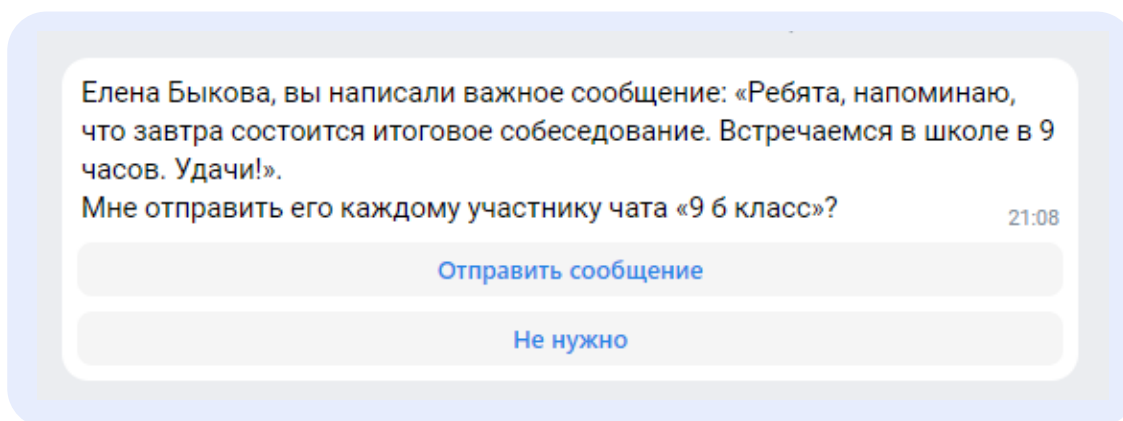 Елена Быкова, вы написали важное сообщение: «Ребята, напоминаю,
что завтра состоится итоговое собеседование. Встречаемся в школе в 9
часов. Удачи!».
Мне отправить его каждому участнику чата «9 б класс»?
21:08
Отправить сообщение
Не нужно